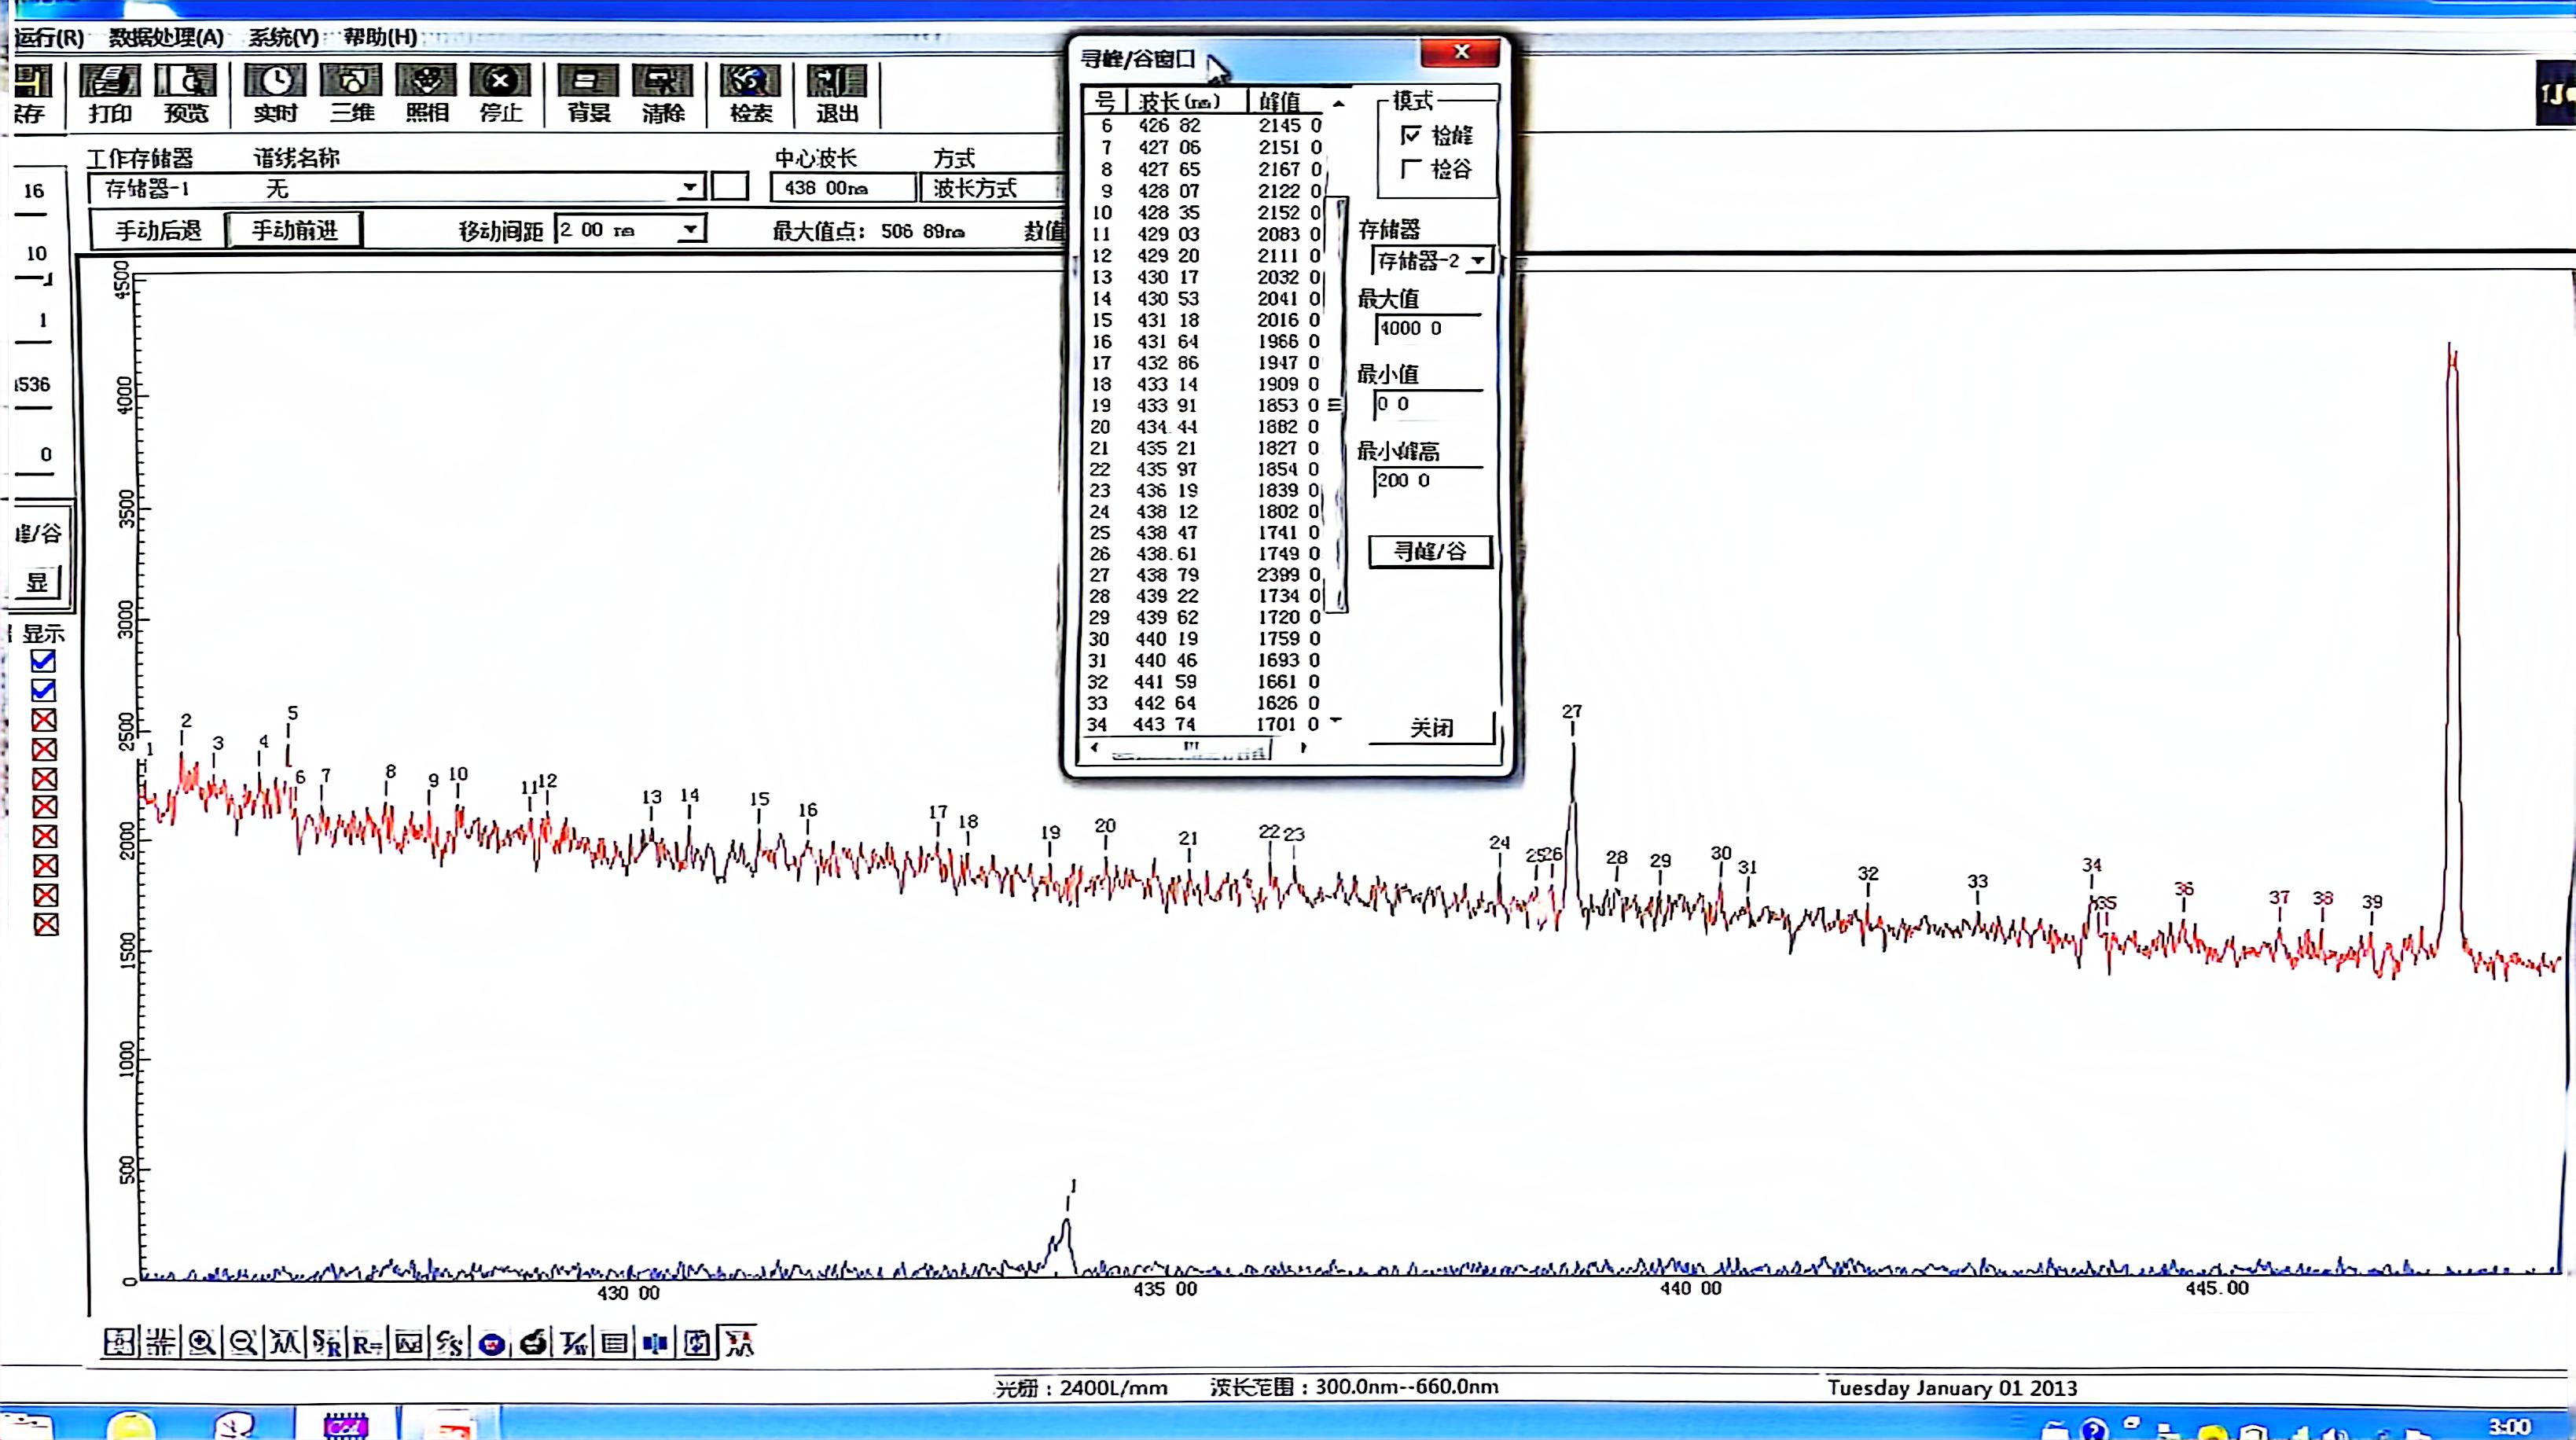 运行(R) 数据处理(A) 系统(Y) 帮助(H)
打印 预览 实时 三维 照相 停止 背景 清除 检索 退出
工作存储器 谱线名称 中心波长 方式
存储器-1 无 438 00nm 波长方式
手动后退 手动前进 移动间距 2 00 nm 最大值点: 506 89nm 数值
16
10
1
536
0
峰/谷
显
显示
寻峰/谷窗口
号 波长(nm) 峰值
6 426 82 2145 0
7 427 06 2151 0
8 427 65 2167 0
9 428 07 2122 0
10 428 35 2152 0
11 429 03 2083 0
12 429 20 2111 0
13 430 17 2032 0
14 430 53 2041 0
15 431 18 2016 0
16 431 64 1966 0
17 432 86 1947 0
18 433 14 1909 0
19 433 91 1853 0
20 434.44 1882 0
21 435 21 1827 0
22 435 97 1854 0
23 436 19 1839 0
24 438 12 1802 0
25 438 47 1741 0
26 438.61 1749 0
27 438 79 2399 0
28 439 22 1734 0
29 439 62 1720 0
30 440 19 1759 0
31 440 46 1693 0
32 441 59 1661 0
33 442 64 1626 0
34 443 74 1701 0
模式
检峰
检谷
存储器
存储器-2
最大值
4000 0
最小值
0 0
最小峰高
200 0
寻峰/谷
关闭
4500
4000
3500
3000
2500
2000
1500
1000
500
0
1 2 3 4 5 6 7 8 9 10 11 12 13 14 15 16 17 18 19 20 21 22 23 24 25 26 27 28 29 30 31 32 33 34 35 36 37 38 39
1
430 00 435 00 440 00 445.00
光栅:2400L/mm 波长范围:300.0nm--660.0nm Tuesday January 01 2013
3:00